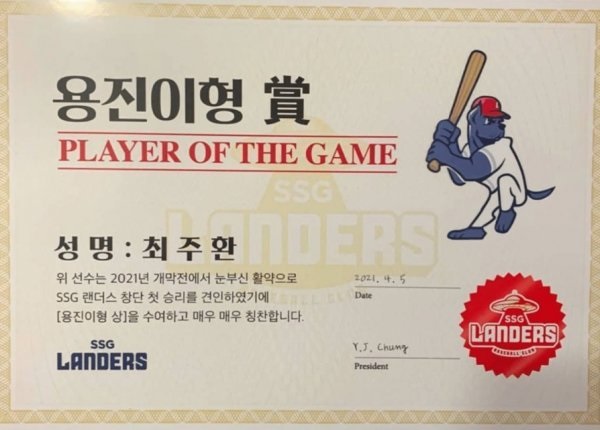 용진이형 賞
PLAYER OF THE GAME
SSG
LANDERS
성 명 : 최 주 환
위 선수는 2021년 개막전에서 눈부신 활약으로
SSG 랜더스 창단 첫 승리를 견인하였기에
[용진이형 상]을 수여하고 매우 매우 칭찬합니다.
2021. 4. 5
Date
SSG
LANDERS
Y.J. Chung
President
SSG
LANDERS
BASEBALL CLUB